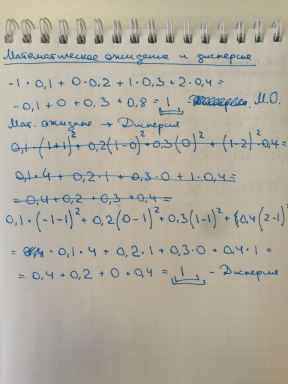 Математическое ожидание и дисперсия
-1 · 0,1 + 0 · 0,2 + 1 · 0,3 + 2 · 0,4 =
-0,1 + 0 + 0,3 + 0,8 = 1 - М.О.
Мат. ожидание → Дисперсия
0,1 · (1+1)² + 0,2(1-0)² + 0,3(0)² + (1-2)² · 0,4 =
0,1 · 4 + 0,2 · 1 + 0,3 · 0 + 1 · 0,4 =
= 0,4 + 0,2 + 0,3 + 0,4 =
0,1 · (-1-1)² + 0,2(0-1)² + 0,3(1-1)² + (0,4(2-1)²
= · 0,1 · 4 + 0,2 · 1 + 0,3 · 0 + 0,4 · 1 =
= 0,4 + 0,2 + 0 + 0,4 = 1 - Дисперсия